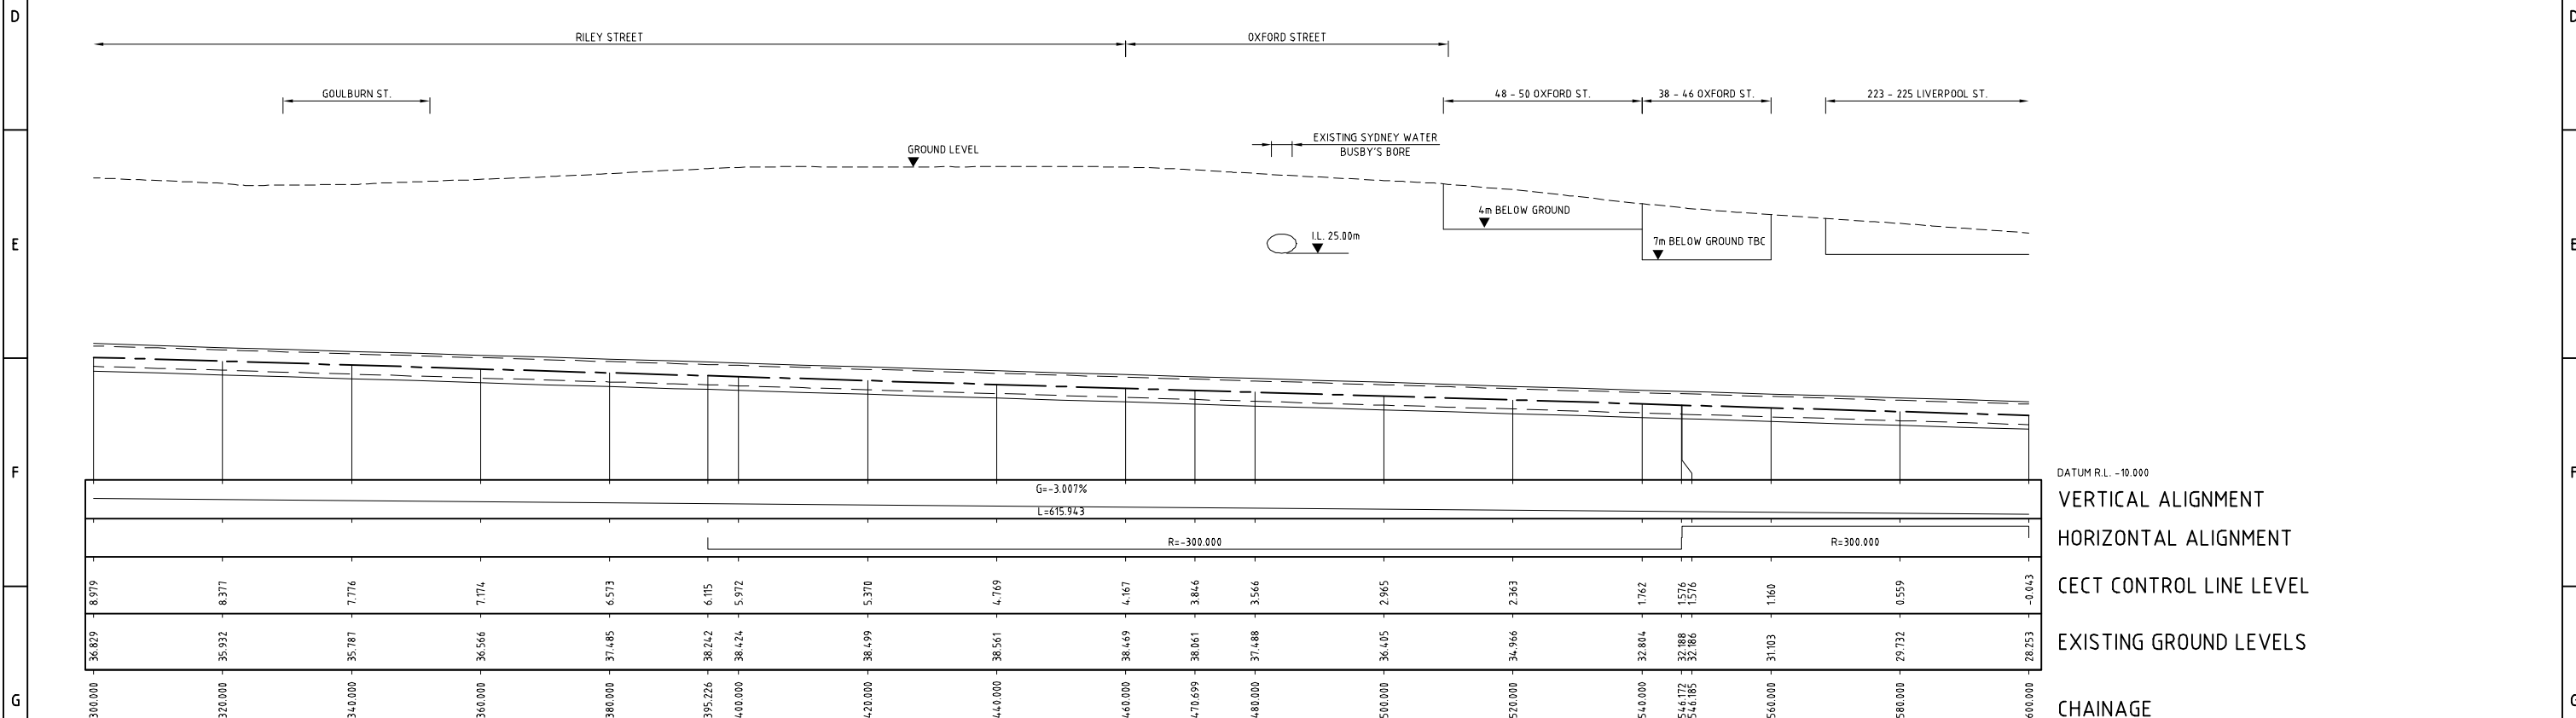 D
RILEY STREET
OXFORD STREET
GOULBURN ST.
48 - 50 OXFORD ST.
38 - 46 OXFORD ST.
223 - 225 LIVERPOOL ST.
EXISTING SYDNEY WATER
BUSBY'S BORE
GROUND LEVEL
4m BELOW GROUND
I.L. 25.00m
7m BELOW GROUND TBC
E
F
DATUM R.L. -10.000
G=-3.007%
L=615.943
VERTICAL ALIGNMENT
R=-300.000
R=300.000
HORIZONTAL ALIGNMENT
8.979 8.377 7.776 7.174 6.573 6.115 5.972 5.370 4.769 4.167 3.846 3.566 2.965 2.363 1.762 1.576 1.576 1.160 0.559 -0.043
CECT CONTROL LINE LEVEL
36.829 35.932 35.787 36.566 37.485 38.242 38.424 38.499 38.561 38.469 38.061 37.488 36.405 34.966 32.804 32.188 32.186 31.103 29.732 28.253
EXISTING GROUND LEVELS
300.000 320.000 340.000 360.000 380.000 395.226 400.000 420.000 440.000 460.000 470.699 480.000 500.000 520.000 540.000 546.172 546.185 560.000 580.000 600.000
CHAINAGE
G